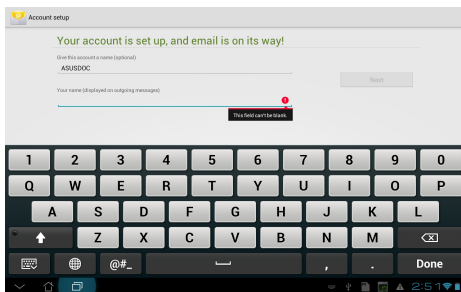 Account setup
Your account is set up, and email is on its way!
Give this account a name (optional)
ASUSDOC
Next
Your name (displayed on outgoing messages)
This field can't be blank.
1 2 3 4 5 6 7 8 9 0
Q W E R T Y U I O P
A S D F G H J K L
Z X C V B N M
@#_ , . Done
2:51